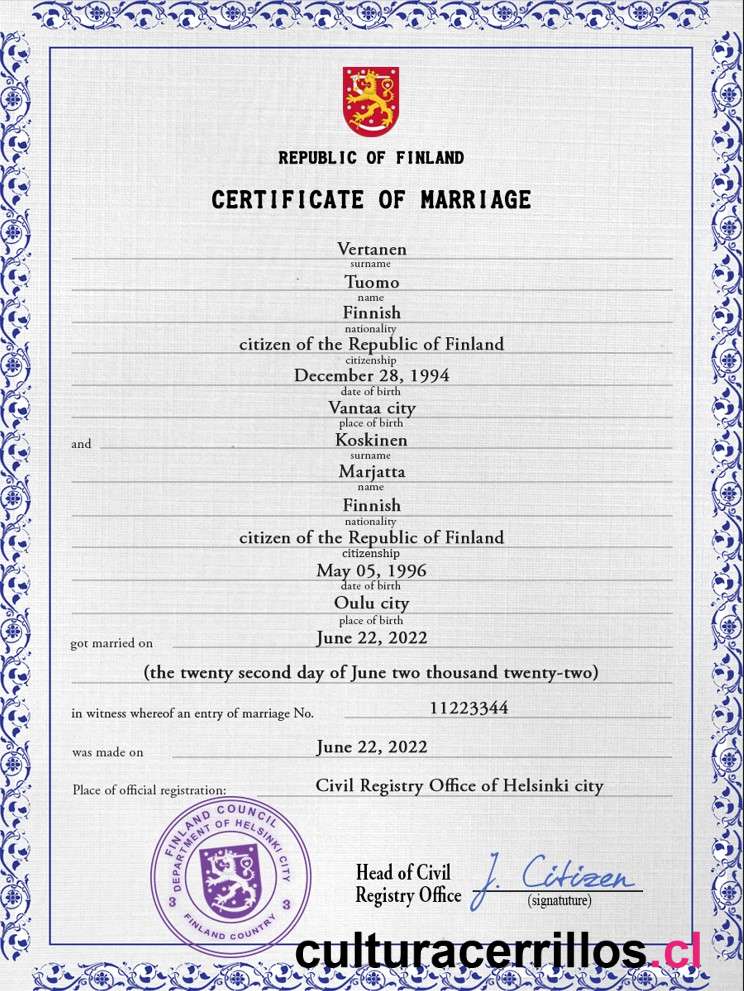 REPUBLIC OF FINLAND
CERTIFICATE OF MARRIAGE
Vertanen
surname
Tuomo
name
Finnish
nationality
citizen of the Republic of Finland
citizenship
December 28, 1994
date of birth
Vantaa city
place of birth
and Koskinen
surname
Marjatta
name
Finnish
nationality
citizen of the Republic of Finland
citizenship
May 05, 1996
date of birth
Oulu city
place of birth
got married on June 22, 2022
(the twenty second day of June two thousand twenty-two)
in witness whereof an entry of marriage No. 11223344
was made on June 22, 2022
Place of official registration: Civil Registry Office of Helsinki city
FINLAND COUNCIL
DEPARTMENT OF HELSINKI CITY
3 3
FINLAND COUNTRY
Head of Civil
Registry Office J. Citizen
(signatuture)
culturacerrillos.cl